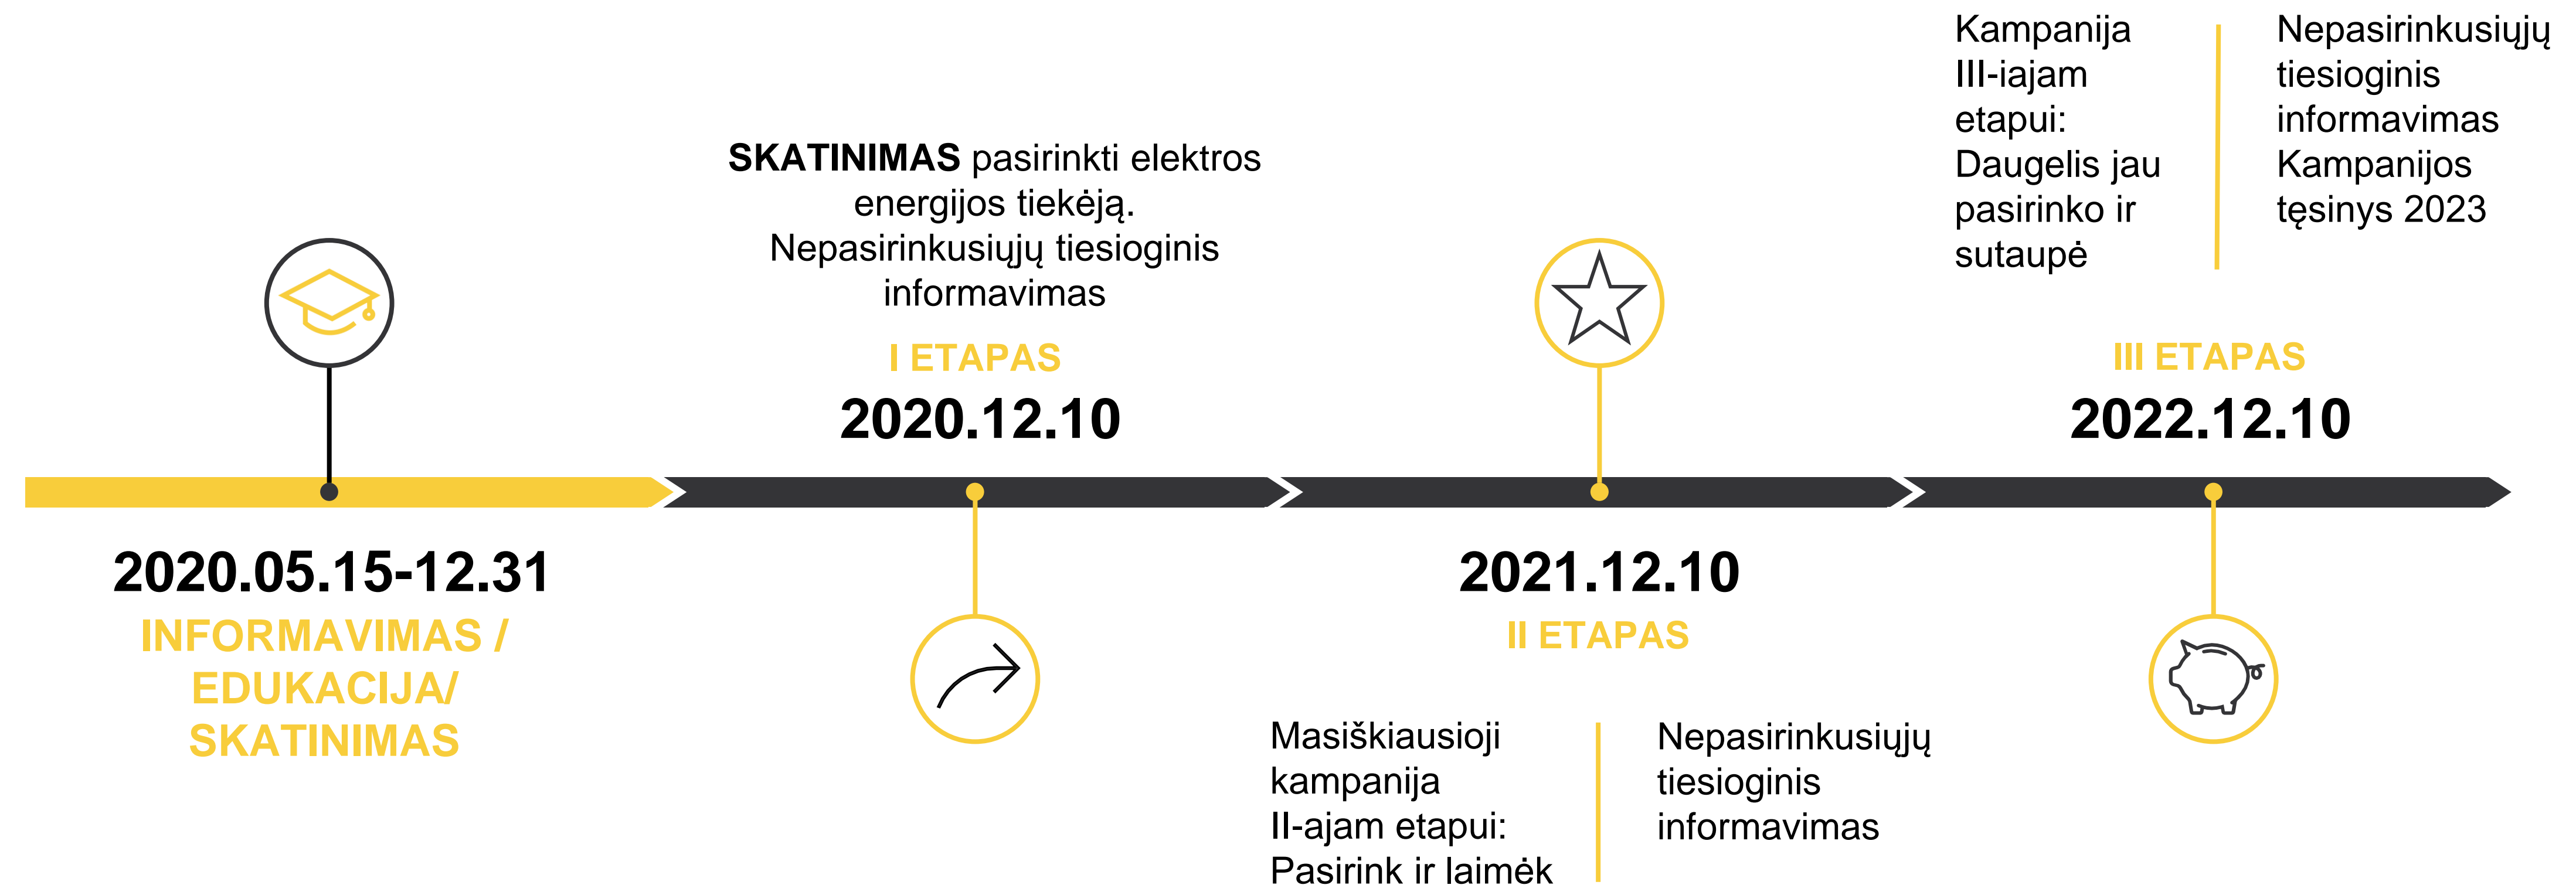 2020.05.15-12.31
INFORMAVIMAS /
EDUKACIJA/
SKATINIMAS
SKATINIMAS pasirinkti elektros
energijos tiekėją.
Nepasirinkusiųjų tiesioginis
informavimas
I ETAPAS
2020.12.10
2021.12.10
II ETAPAS
Masiškiausioji
kampanija
II-ajam etapui:
Pasirink ir laimėk
Nepasirinkusiųjų
tiesioginis
informavimas
Kampanija
III-iajam
etapui:
Daugelis jau
pasirinko ir
sutaupė
Nepasirinkusiųjų
tiesioginis
informavimas
Kampanijos
tęsinys 2023
III ETAPAS
2022.12.10